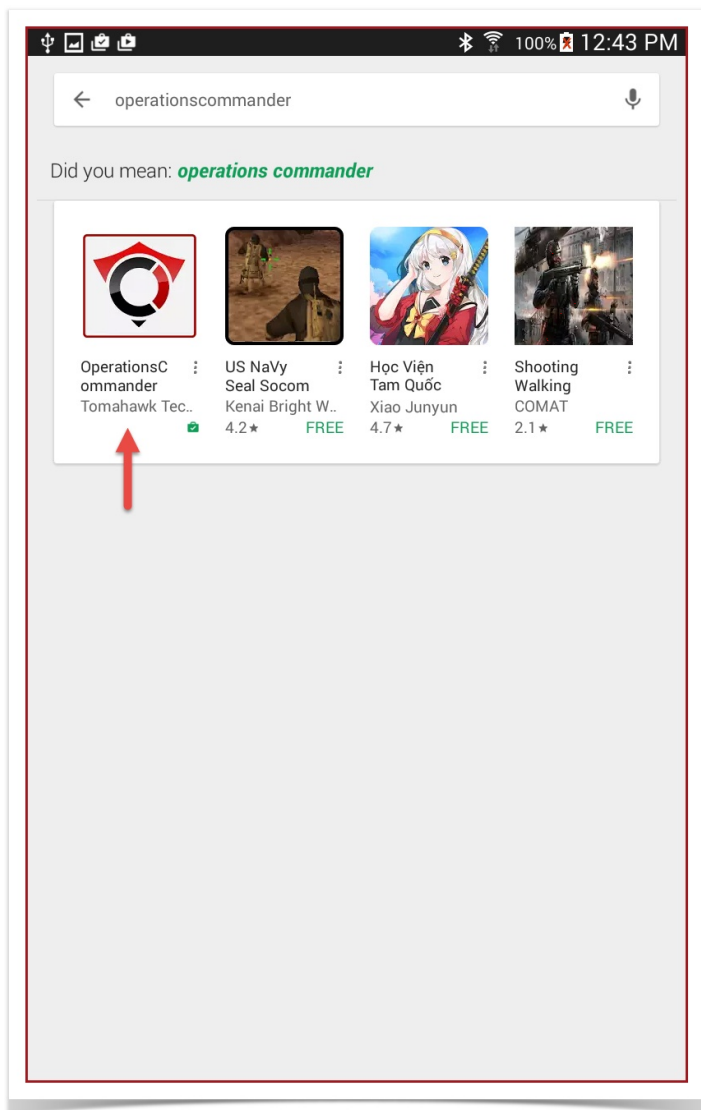 100% 12:43 PM
operationscommander
Did you mean: operations commander
OperationsC
ommander
Tomahawk Tec..
US NaVy
Seal Socom
Kenai Bright W..
4.2★ FREE
Học Viện
Tam Quốc
Xiao Junyun
4.7★ FREE
Shooting
Walking
COMAT
2.1★ FREE